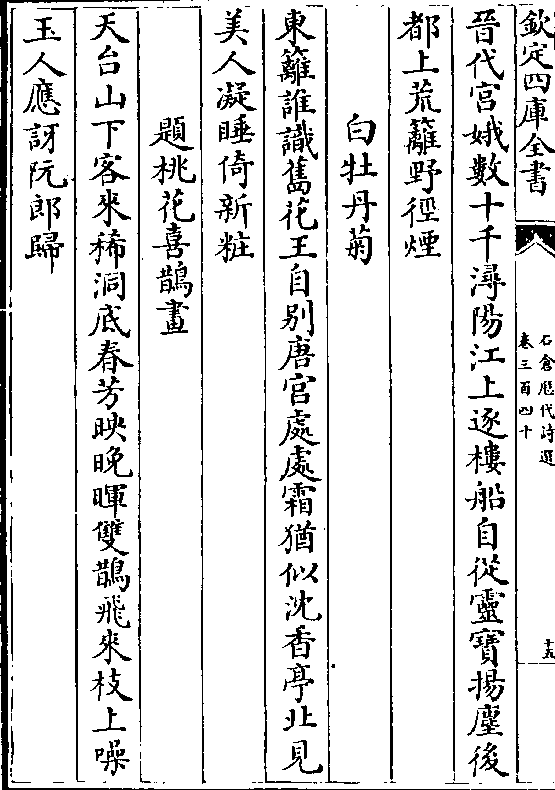 欽定四庫全書
石倉歴代詩選
卷三百四十
十五
晉代宫娥數十千潯陽江上逐樓船自從靈寶揚塵後
都上荒籬野徑煙
白牡丹菊
東籬誰識舊花王自别唐宫處處霜猶似沈香亭北見
美人凝睡倚新粧
題桃花喜鵲畫
天台山下客來稀洞底春芳映晚暉雙鵲飛來枝上噪
玉人應訝阮郎歸